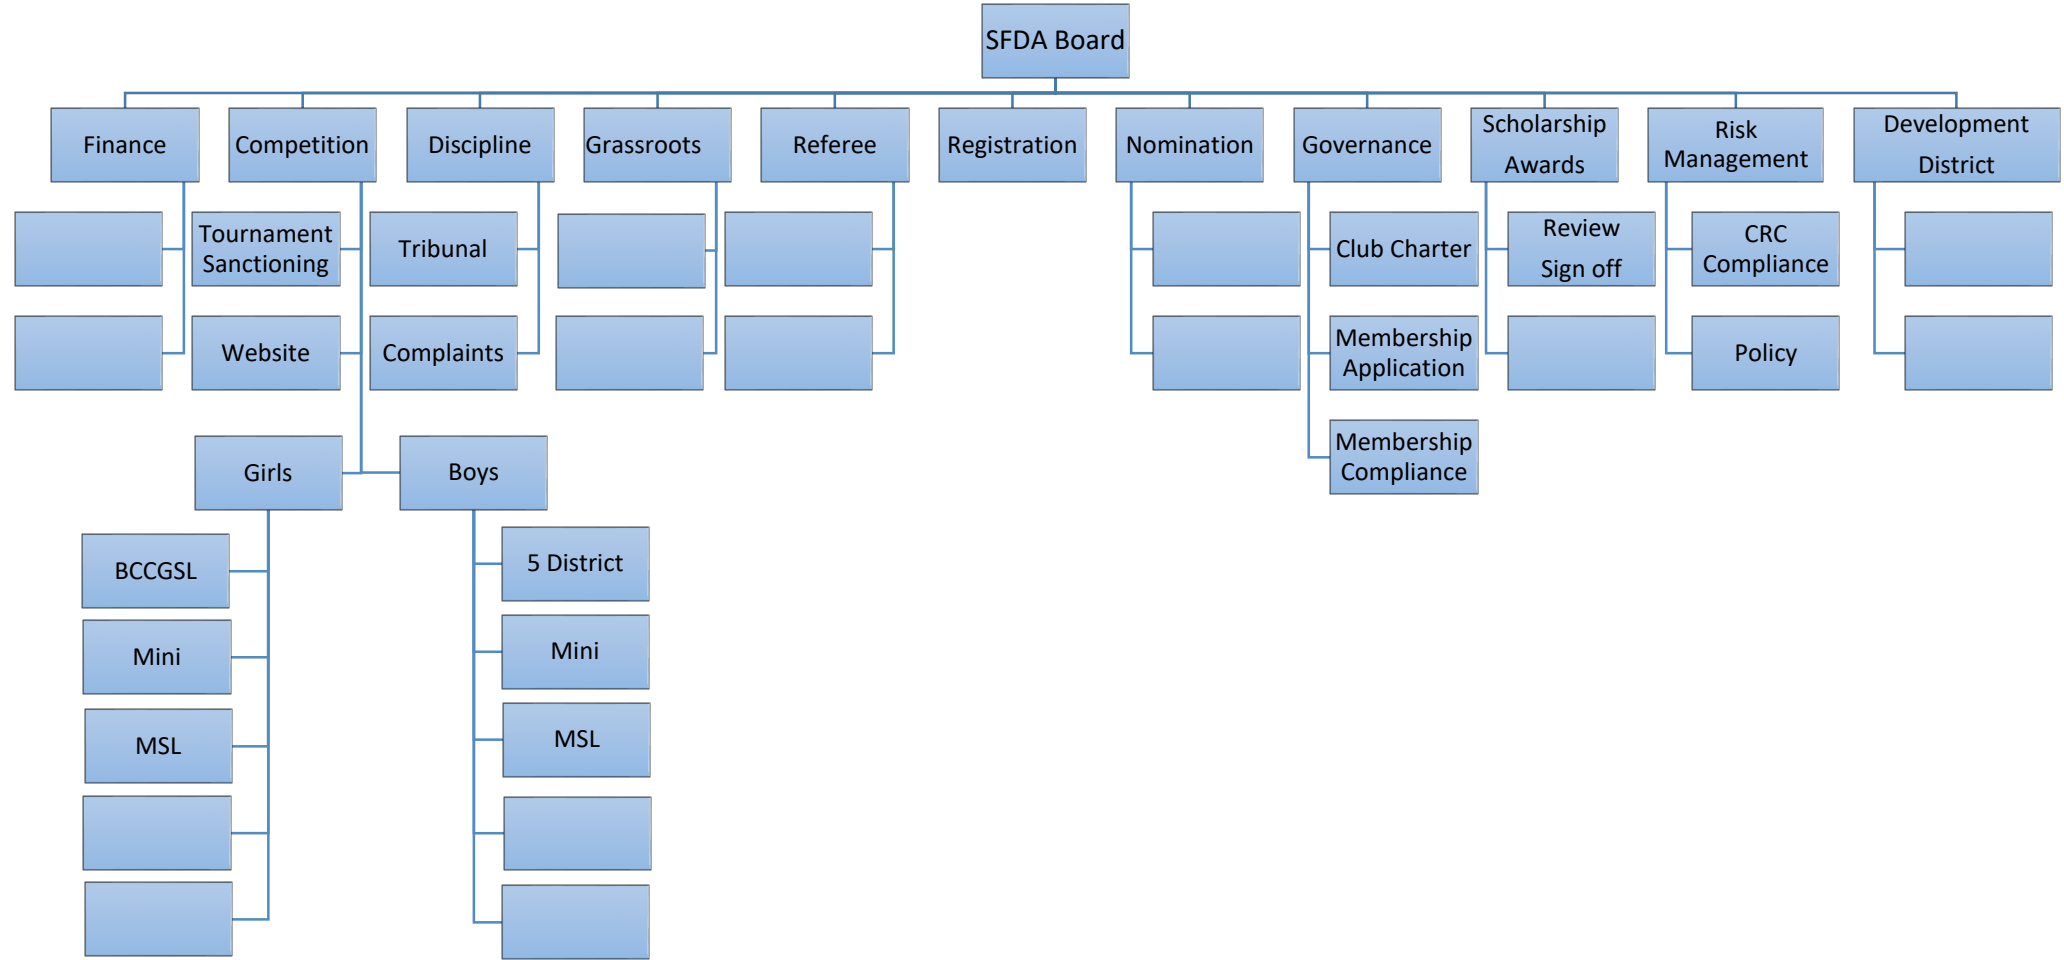 SFDA Board
Finance
Competition
Discipline
Grassroots
Referee
Registration
Nomination
Governance
Scholarship
Awards
Risk
Management
Development
District
Tournament
Sanctioning
Tribunal
Club Charter
Review
Sign off
CRC
Compliance
Website
Complaints
Membership
Application
Policy
Membership
Compliance
Girls
Boys
BCCGSL
5 District
Mini
Mini
MSL
MSL